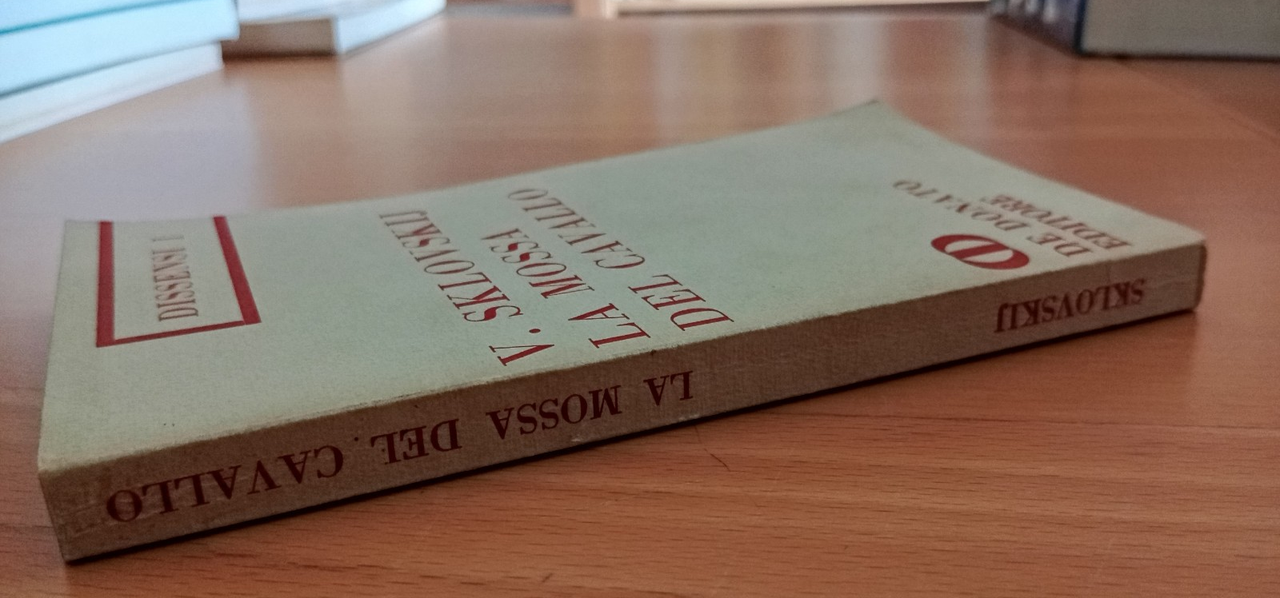 DISSENSI 1
V. SKLOVSKIJ
LA MOSSA
DEL CAVALLO
DE DONATO
EDITORE
SKLOVSKIJ
LA MOSSA DEL CAVALLO